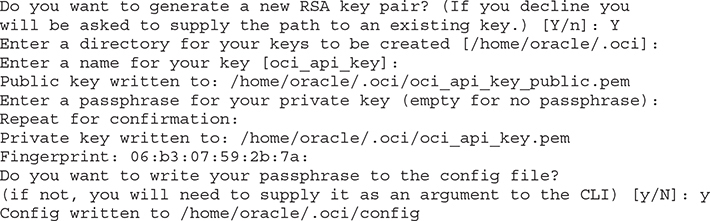 Do you want to generate a new RSA key pair? (If you decline you
will be asked to supply the path to an existing key.) [Y/n]: Y
Enter a directory for your keys to be created [/home/oracle/.oci]:
Enter a name for your key [oci_api_key]:
Public key written to: /home/oracle/.oci/oci_api_key_public.pem
Enter a passphrase for your private key (empty for no passphrase):
Repeat for confirmation:
Private key written to: /home/oracle/.oci/oci_api_key.pem
Fingerprint: 06:b3:07:59:2b:7a:
Do you want to write your passphrase to the config file?
(if not, you will need to supply it as an argument to the CLI) [y/N]: y
Config written to /home/oracle/.oci/config